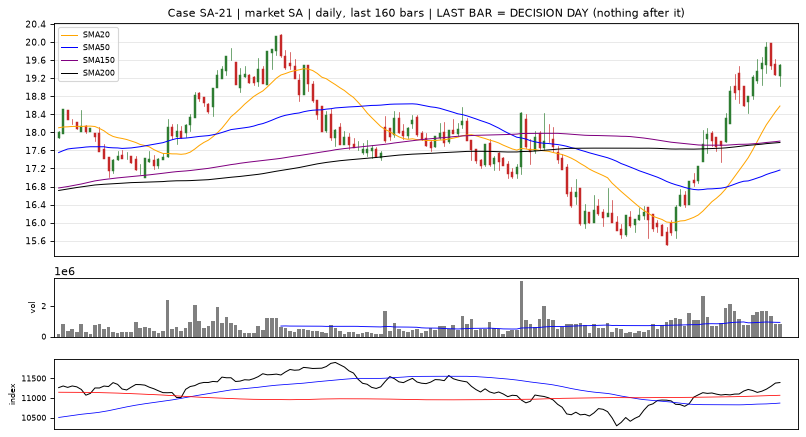 Case SA-21 | market SA | daily, last 160 bars | LAST BAR = DECISION DAY (nothing after it)
SMA20
SMA50
SMA150
SMA200
20.4
20.0
19.6
19.2
18.8
18.4
18.0
17.6
17.2
16.8
16.4
16.0
15.6
1e6
vol
2
0
index
11500
11000
10500